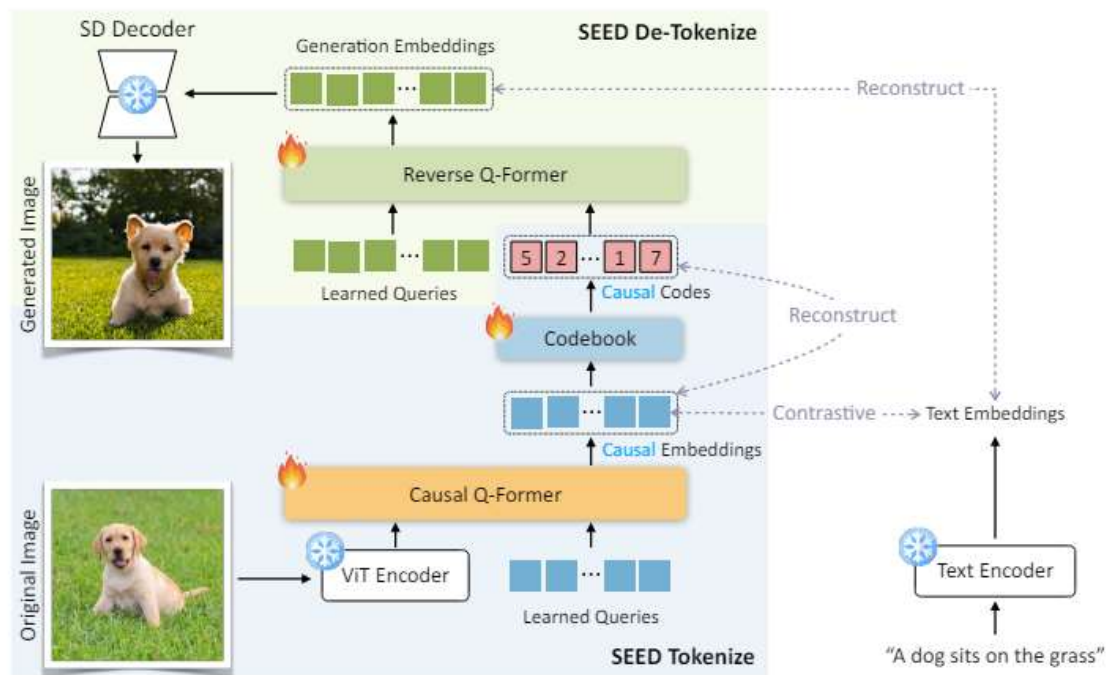 SD Decoder
SEED De-Tokenize
Generation Embeddings
Reconstruct
Reverse Q-Former
Generated Image
5 2 ... 1 7
Learned Queries
Causal Codes
Reconstruct
Codebook
Contrastive
Text Embeddings
Causal Embeddings
Causal Q-Former
Original Image
ViT Encoder
Text Encoder
Learned Queries
SEED Tokenize
“A dog sits on the grass”